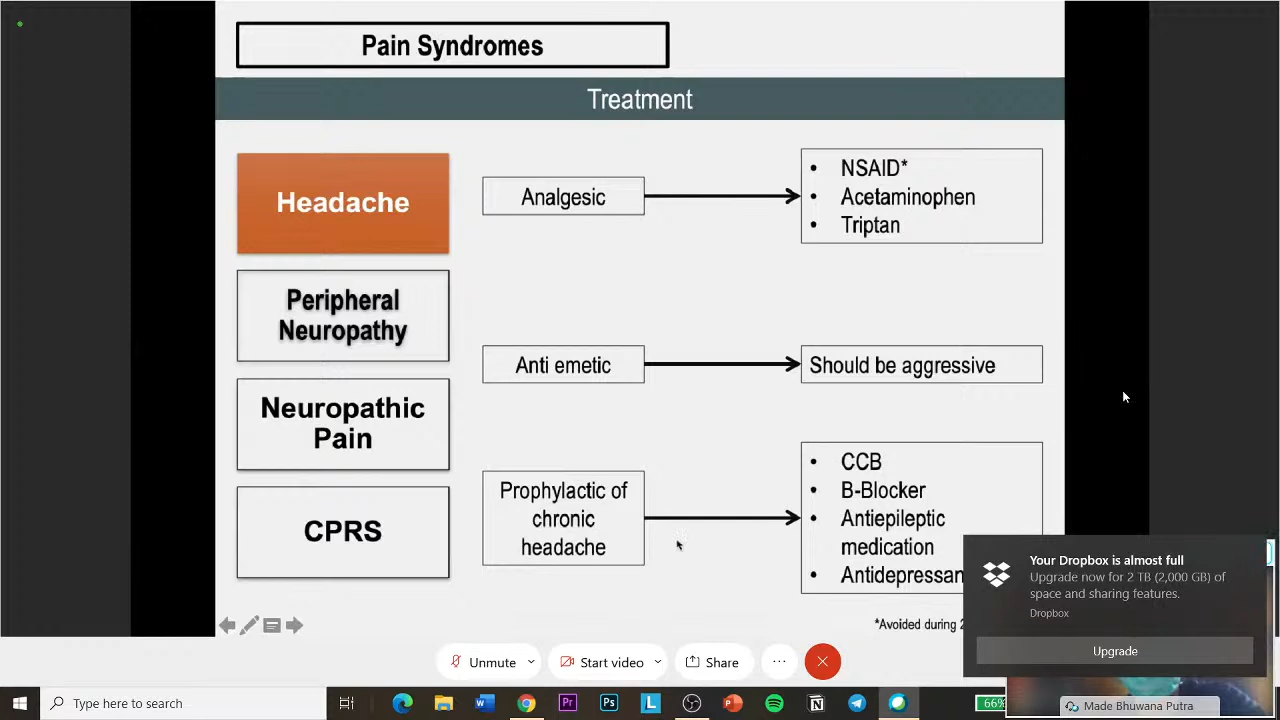 Pain Syndromes
Treatment
Headache
Peripheral
Neuropathy
Neuropathic
Pain
CPRS
Analgesic
• NSAID*
• Acetaminophen
• Triptan
Anti emetic
Should be aggressive
Prophylactic of
chronic
headache
• CCB
• B-Blocker
• Antiepileptic
medication
• Antidepressan
*Avoided during
Your Dropbox is almost full
Upgrade now for 2 TB (2,000 GB) of
space and sharing features.
Dropbox
Upgrade
Unmute
Start video
Share
Made Bhuwana Putra
Type here to search
Pr
Ps
L
66%